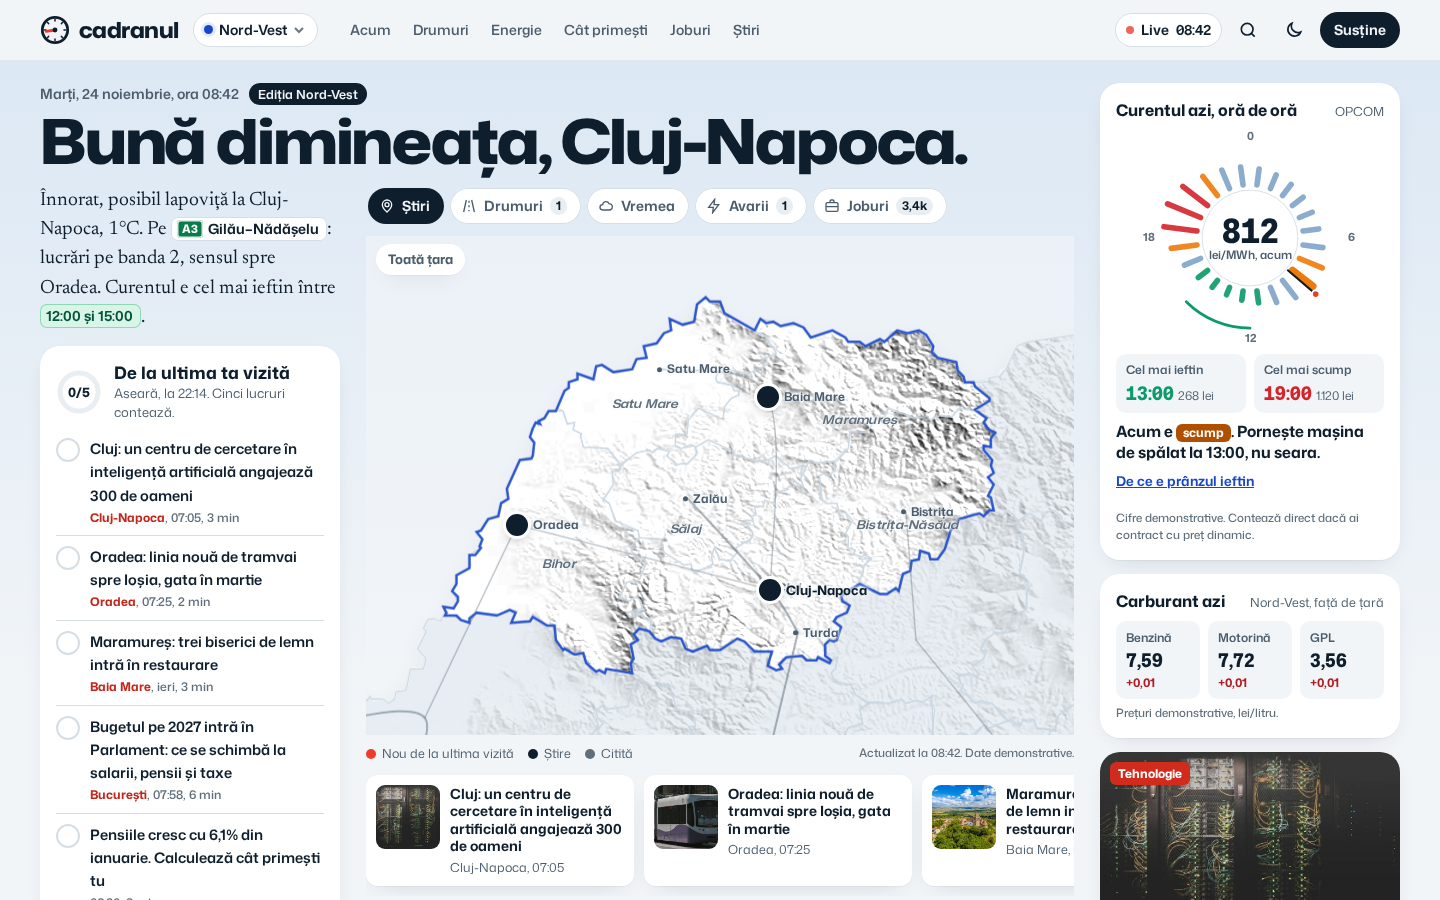 cadranul
Nord-Vest
Acum
Drumuri
Energie
Cât primești
Joburi
Știri
Live 08:42
Susține
Marți, 24 noiembrie, ora 08:42
Ediția Nord-Vest
Bună dimineața, Cluj-Napoca.
Înnorat, posibil lapoviță la Cluj-
Napoca, 1°C. Pe A3 Gilău–Nădășelu :
lucrări pe banda 2, sensul spre
Oradea. Curentul e cel mai ieftin între
12:00 și 15:00 .
0/5
De la ultima ta vizită
Aseară, la 22:14. Cinci lucruri
contează.
Cluj: un centru de cercetare în
inteligență artificială angajează
300 de oameni
Cluj-Napoca, 07:05, 3 min
Oradea: linia nouă de tramvai
spre Ioșia, gata în martie
Oradea, 07:25, 2 min
Maramureș: trei biserici de lemn
intră în restaurare
Baia Mare, ieri, 3 min
Bugetul pe 2027 intră în
Parlament: ce se schimbă la
salarii, pensii și taxe
București, 07:58, 6 min
Pensiile cresc cu 6,1% din
ianuarie. Calculează cât primești
tu
Știri
Drumuri 1
Vremea
Avarii 1
Joburi 3,4k
Toată țara
Satu Mare
Satu Mare
Baia Mare
Maramureș
Zalău
Bistrița
Bistrița-Năsăud
Oradea
Sălaj
Bihor
Cluj-Napoca
Turda
Nou de la ultima vizită
Știre
Citită
Actualizat la 08:42. Date demonstrative.
Cluj: un centru de
cercetare în inteligență
artificială angajează 300
de oameni
Cluj-Napoca, 07:05
Oradea: linia nouă de
tramvai spre Ioșia, gata
în martie
Oradea, 07:25
Baia Mare,
Curentul azi, oră de oră
OPCOM
0
18
812
6
lei/MWh, acum
12
Cel mai ieftin
13:00 268 lei
Cel mai scump
19:00 1.120 lei
Acum e scump. Pornește mașina
de spălat la 13:00, nu seara.
De ce e prânzul ieftin
Cifre demonstrative. Contează direct dacă ai
contract cu preț dinamic.
Carburant azi
Nord-Vest, față de țară
Benzină
7,59
+0,01
Motorină
7,72
+0,01
GPL
3,56
+0,01
Prețuri demonstrative, lei/litru.
Tehnologie